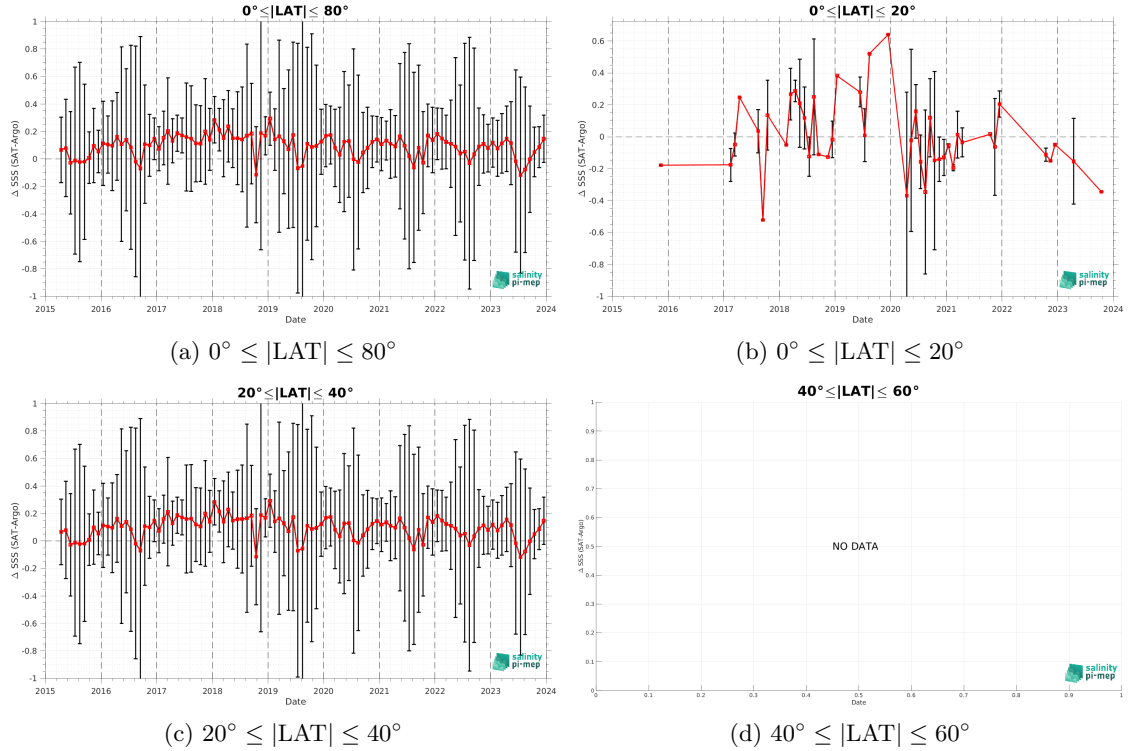 0°≤|LAT|≤ 80°
1
0.8
0.6
0.4
0.2
0
-0.2
-0.4
-0.6
-0.8
-1
Δ SSS (SAT-Argo)
2015 2016 2017 2018 2019 2020 2021 2022 2023 2024
Date
salinity
pi-mep
(a) 0° ≤ |LAT| ≤ 80°
0°≤|LAT|≤ 20°
0.6
0.4
0.2
0
-0.2
-0.4
-0.6
-0.8
-1
Δ SSS (SAT-Argo)
2015 2016 2017 2018 2019 2020 2021 2022 2023 2024
Date
salinity
pi-mep
(b) 0° ≤ |LAT| ≤ 20°
20°≤|LAT|≤ 40°
1
0.8
0.6
0.4
0.2
0
-0.2
-0.4
-0.6
-0.8
-1
Δ SSS (SAT-Argo)
2015 2016 2017 2018 2019 2020 2021 2022 2023 2024
Date
salinity
pi-mep
(c) 20° ≤ |LAT| ≤ 40°
40°≤|LAT|≤ 60°
1
0.9
0.8
0.7
0.6
0.5
0.4
0.3
0.2
0.1
0
Δ SSS (SAT-Argo)
NO DATA
0 0.1 0.2 0.3 0.4 0.5 0.6 0.7 0.8 0.9 1
Date
salinity
pi-mep
(d) 40° ≤ |LAT| ≤ 60°